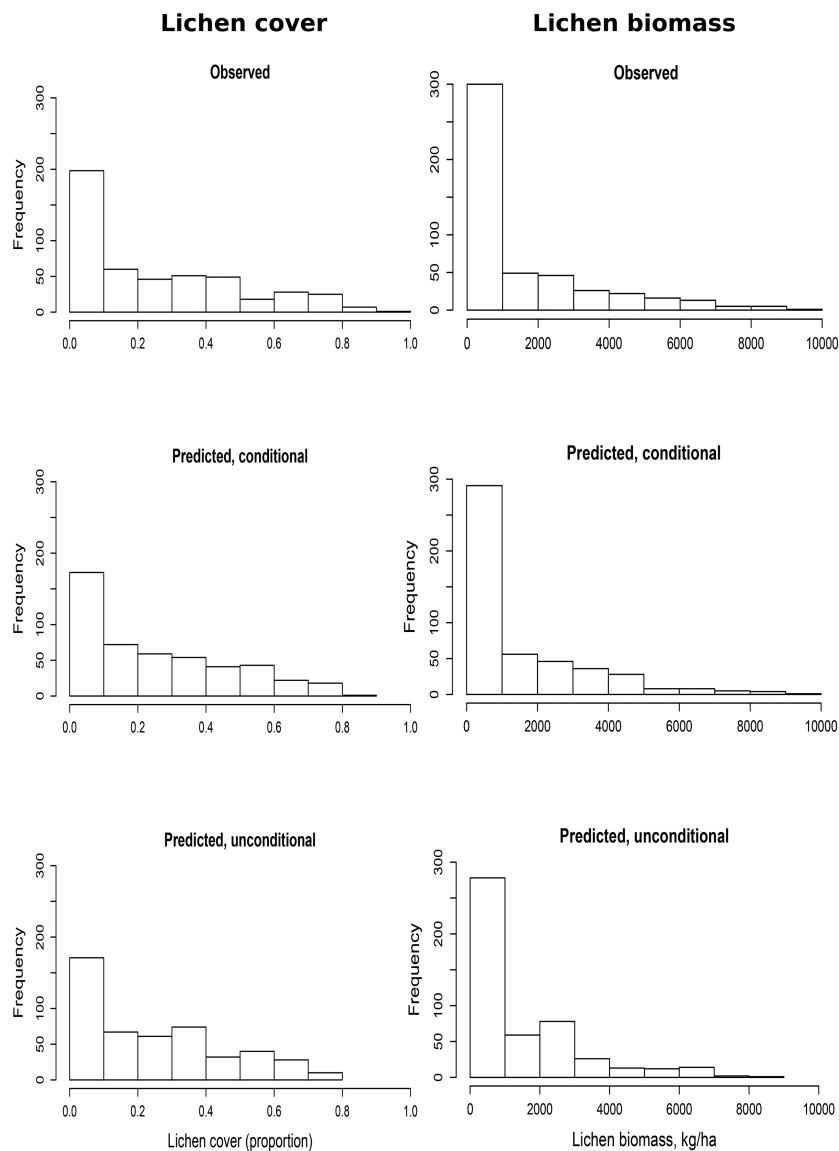 Lichen cover
Lichen biomass
Observed
Frequency
300
200
100
50
0
0.0 0.2 0.4 0.6 0.8 1.0
Observed
300
200
100
50
0
0 2000 4000 6000 8000 10000
Predicted, conditional
Frequency
300
200
100
50
0
0.0 0.2 0.4 0.6 0.8 1.0
Predicted, conditional
Frequency
300
200
100
50
0
0 2000 4000 6000 8000 10000
Predicted, unconditional
Frequency
300
200
100
50
0
0.0 0.2 0.4 0.6 0.8 1.0
Lichen cover (proportion)
Predicted, unconditional
Frequency
300
200
100
50
0
0 2000 4000 6000 8000 10000
Lichen biomass, kg/ha